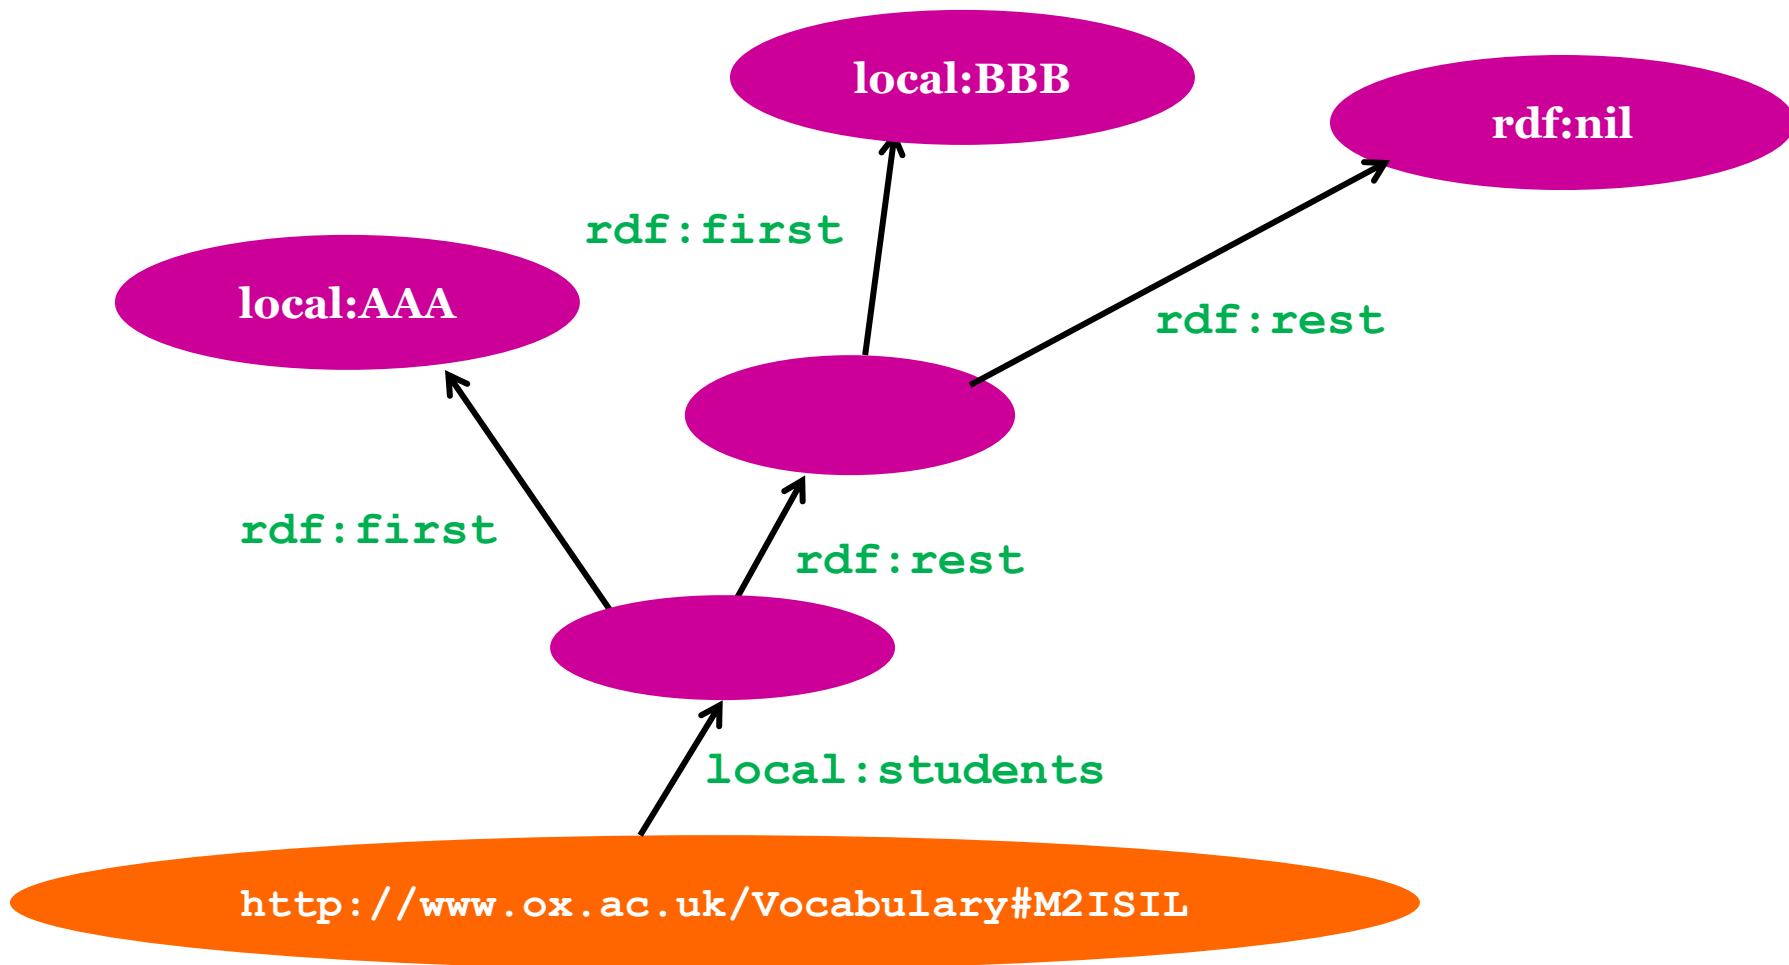 local:BBB
rdf:nil
rdf:first
local:AAA
rdf:rest
rdf:first
rdf:rest
local:students
http://www.ox.ac.uk/Vocabulary#M2ISIL